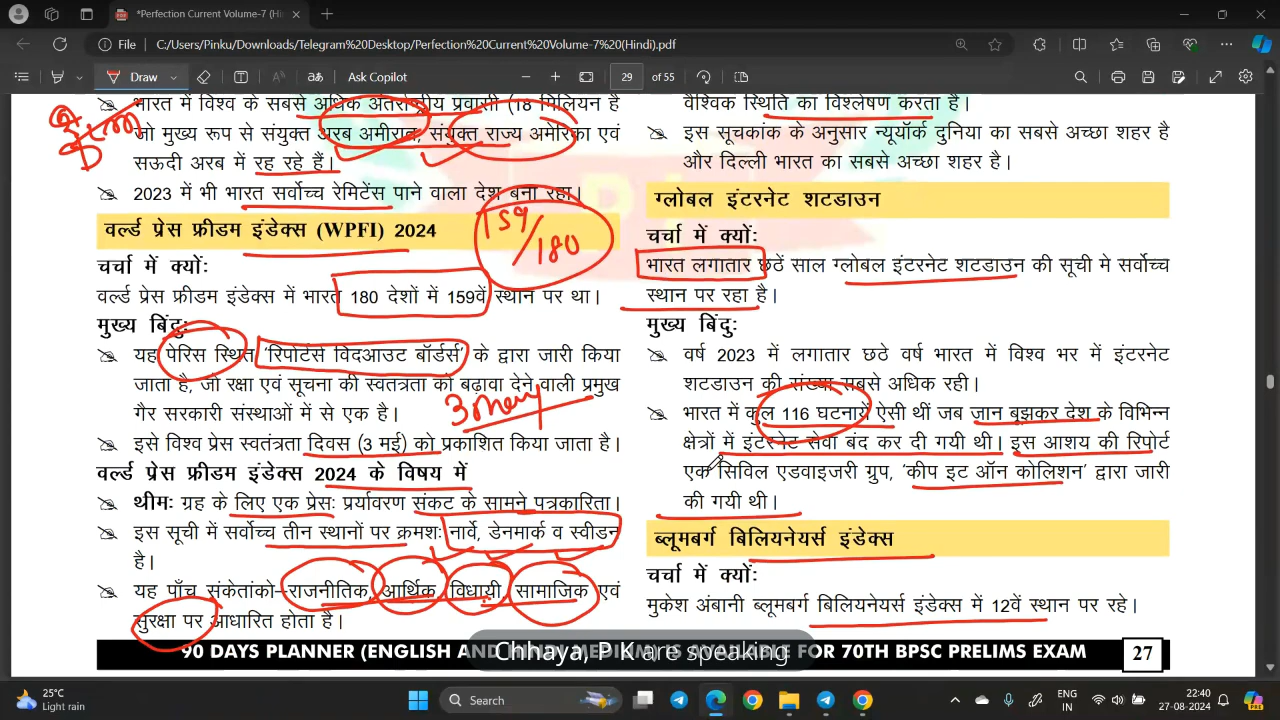 *Perfection Current Volume-7 (Hin
File
C:/Users/Pinku/Downloads/Telegram%20Desktop/Perfection%20Current%20Volume-7%20(Hindi).pdf
Draw
Ask Copilot
29 of 55
भारत में विश्व के सबसे अधिक अंतर्राष्ट्रीय प्रवासी (18 मिलियन है
जो मुख्य रूप से संयुक्त अरब अमीरात, संयुक्त राज्य अमेरिका एवं
सऊदी अरब में रह रहे हैं।
2023 में भी भारत सर्वोच्च रेमिटेंस पाने वाला देश बना रहा।
वर्ल्ड प्रेस फ्रीडम इंडेक्स (WPFI) 2024
159/180
चर्चा में क्यों:
वर्ल्ड प्रेस फ्रीडम इंडेक्स में भारत 180 देशों में 159वें स्थान पर था।
मुख्य बिंदु:
यह पेरिस स्थित 'रिपोर्टर्स विदआउट बॉर्डर्स' के द्वारा जारी किया
जाता है, जो रक्षा एवं सूचना की स्वतंत्रता को बढ़ावा देने वाली प्रमुख
गैर सरकारी संस्थाओं में से एक है।
3 may
इसे विश्व प्रेस स्वतंत्रता दिवस (3 मई) को प्रकाशित किया जाता है।
वर्ल्ड प्रेस फ्रीडम इंडेक्स 2024 के विषय में
थीम: ग्रह के लिए एक प्रेस: प्रर्यावरण संकट के सामने पत्रकारिता।
इस सूची में सर्वोच्च तीन स्थानों पर क्रमश: नार्वे, डेनमार्क व स्वीडन
है।
यह पाँच संकेतांको–राजनीतिक, आर्थिक, विधायी, सामाजिक एवं
सुरक्षा पर आधारित होता है।
वैश्विक स्थिति का विश्लेषण करता है।
इस सूचकांक के अनुसार न्यूयॉर्क दुनिया का सबसे अच्छा शहर है
और दिल्ली भारत का सबसे अच्छा शहर है।
ग्लोबल इंटरनेट शटडाउन
चर्चा में क्यों:
भारत लगातार छठें साल ग्लोबल इंटरनेट शटडाउन की सूची मे सर्वोच्च
स्थान पर रहा है।
मुख्य बिंदु:
वर्ष 2023 में लगातार छठे वर्ष भारत में विश्व भर में इंटरनेट
शटडाउन की संख्या सबसे अधिक रही।
भारत में कुल 116 घटनायें ऐसी थीं जब जान बूझकर देश के विभिन्न
क्षेत्रों में इंटरनेट सेवा बंद कर दी गयी थी। इस आशय की रिपोर्ट
एक सिविल एडवाइजरी ग्रुप, 'कीप इट ऑन कोलिशन' द्वारा जारी
की गयी थी।
ब्लूमबर्ग बिलियनेयर्स इंडेक्स
चर्चा में क्यों:
मुकेश अंबानी ब्लूमबर्ग बिलियनेयर्स इंडेक्स में 12वें स्थान पर रहे।
90 DAYS PLANNER (ENGLISH AND HINDI MEDIUM) IS AVAILABLE FOR 70TH BPSC PRELIMS EXAM
27
Chhaya, P K are speaking
25°C
Light rain
Search
ENG
IN
22:40
27-08-2024